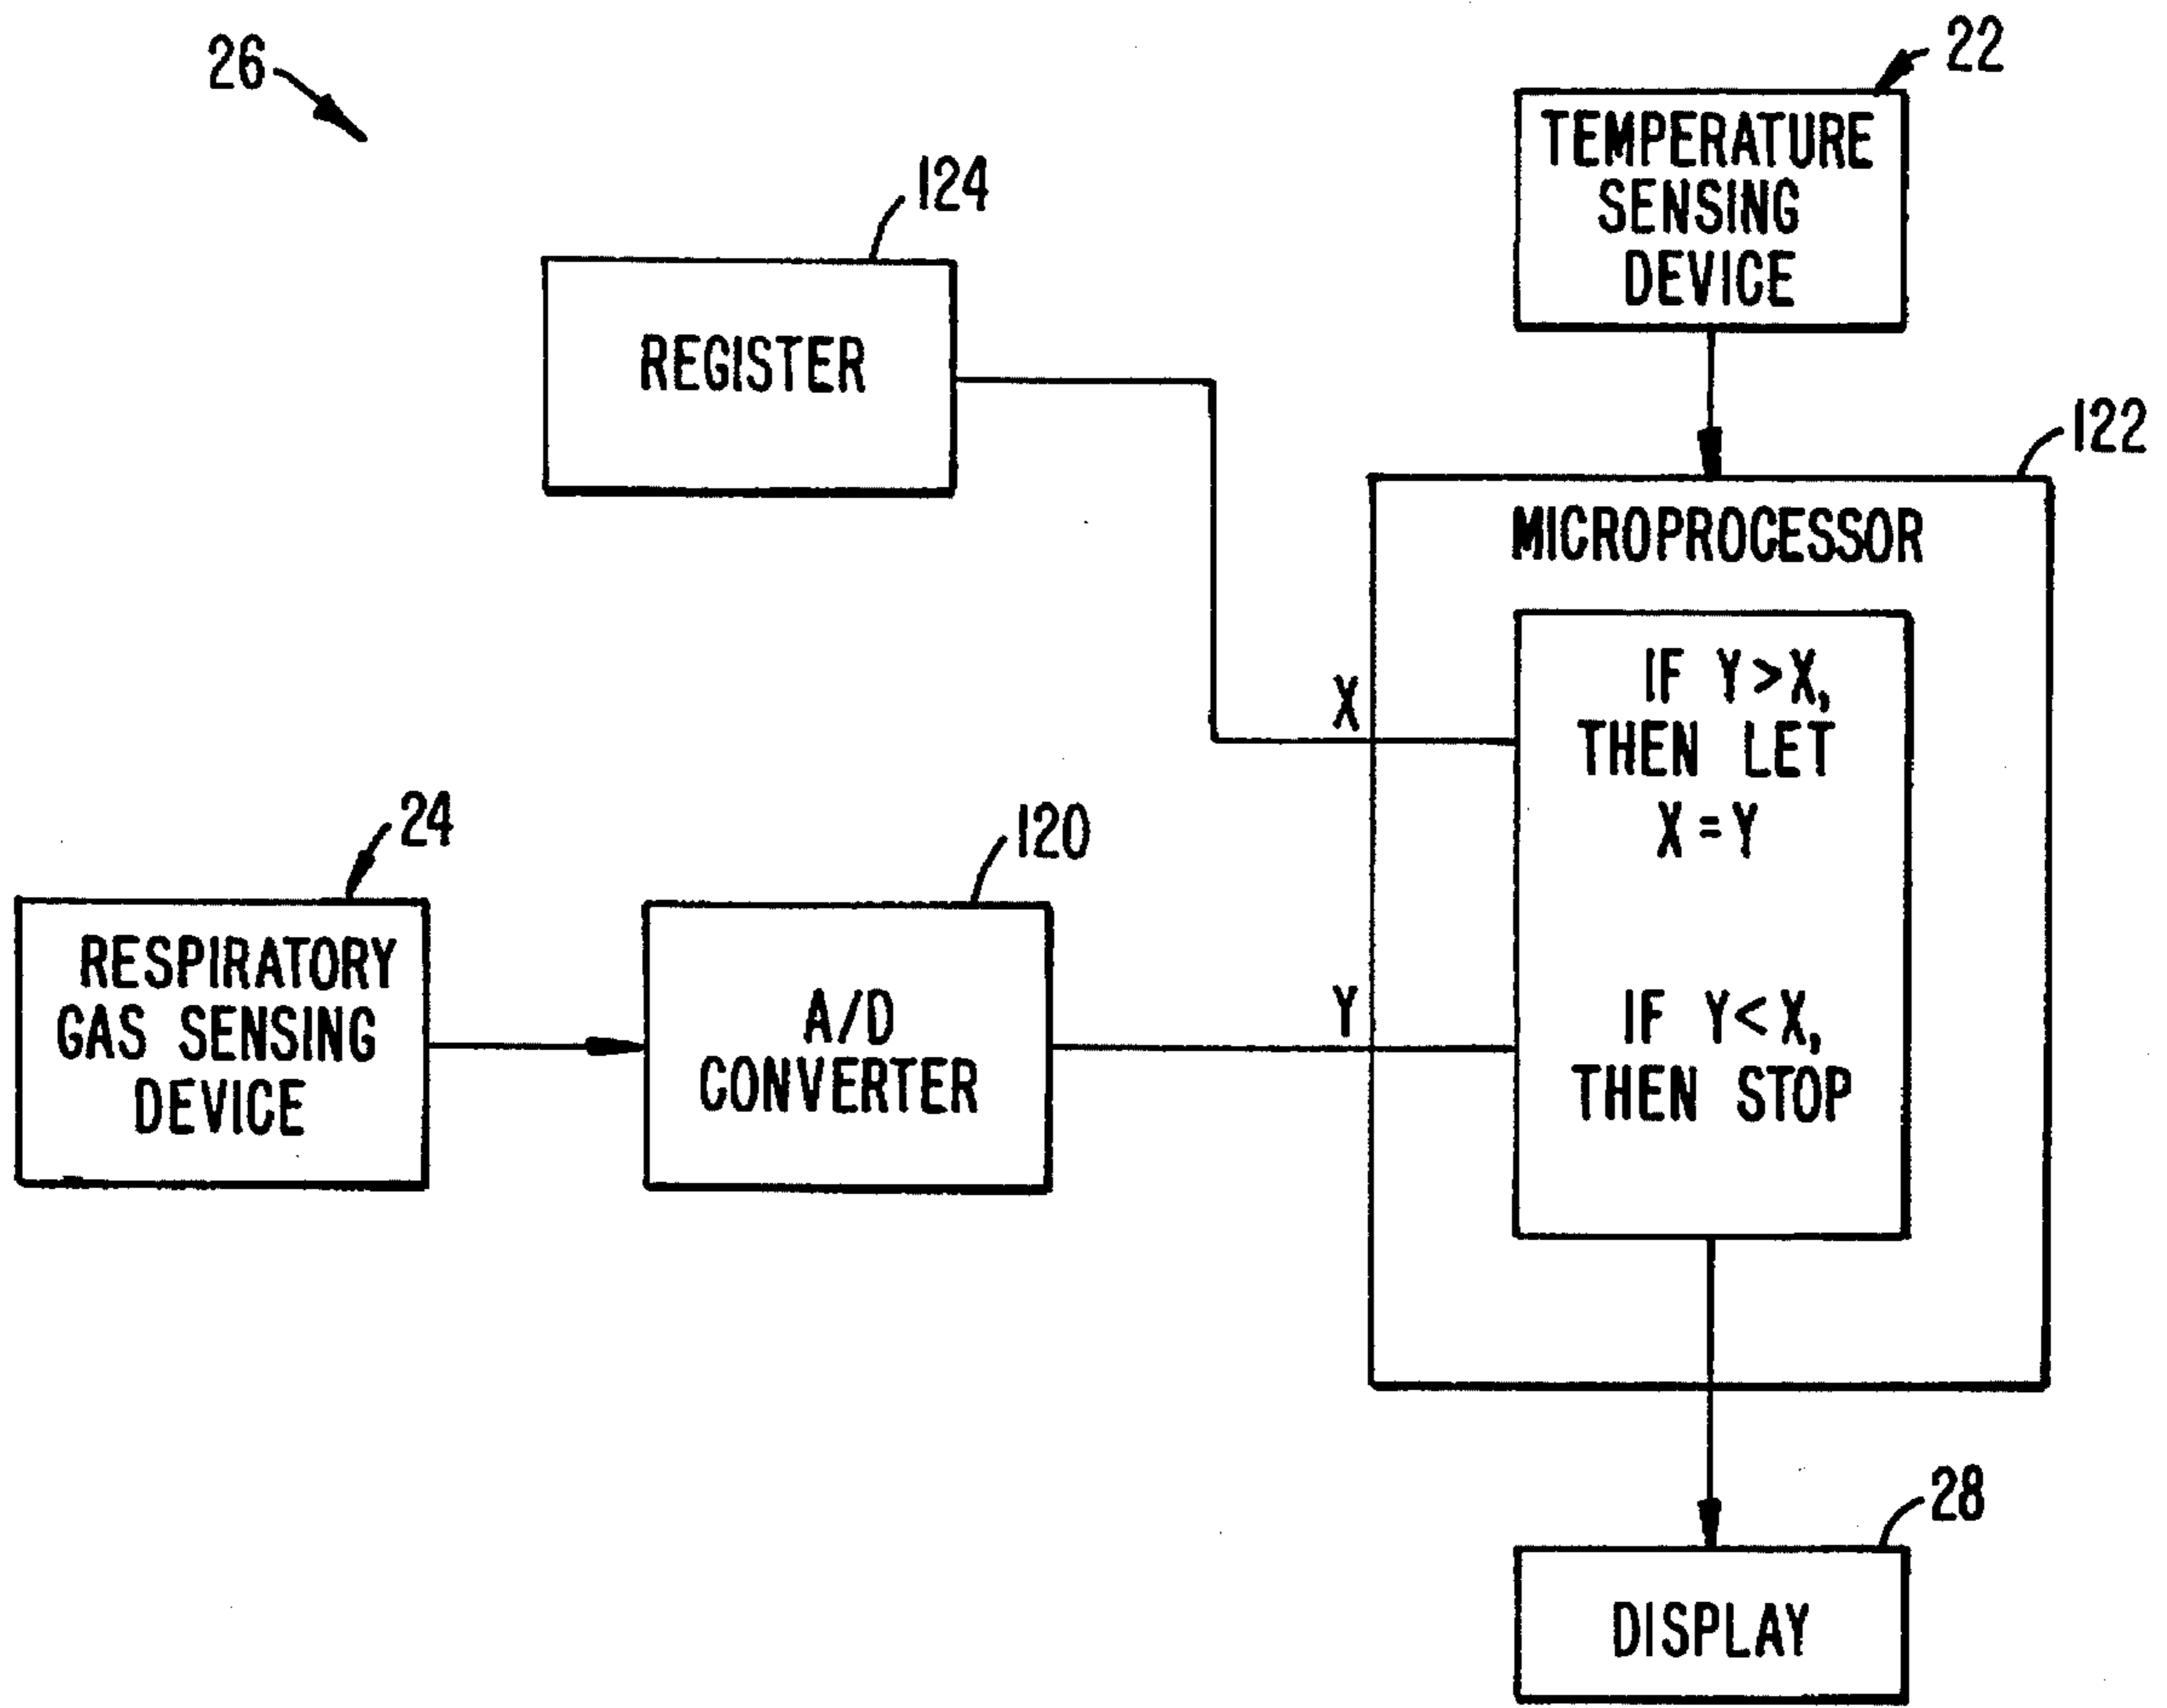 26
22
TEMPERATURE
SENSING
DEVICE
124
REGISTER
122
MICROPROCESSOR
IF Y>X,
THEN LET
X=Y
X
24
120
RESPIRATORY
GAS SENSING
DEVICE
A/D
CONVERTER
Y
IF Y<X,
THEN STOP
28
DISPLAY